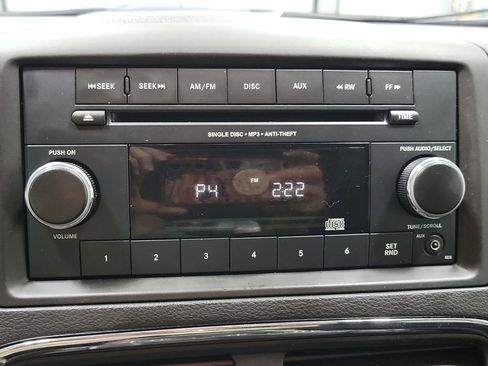 |◀◀ SEEK SEEK ▶▶| AM/FM DISC AUX ◀◀ RW FF ▶▶
TIME
SINGLE DISC • MP3 • ANTI-THEFT
PUSH ON PUSH AUDIO/SELECT
FM
P4 2:22
VOLUME TUNE/SCROLL
1 2 3 4 5 6 SET RND AUX